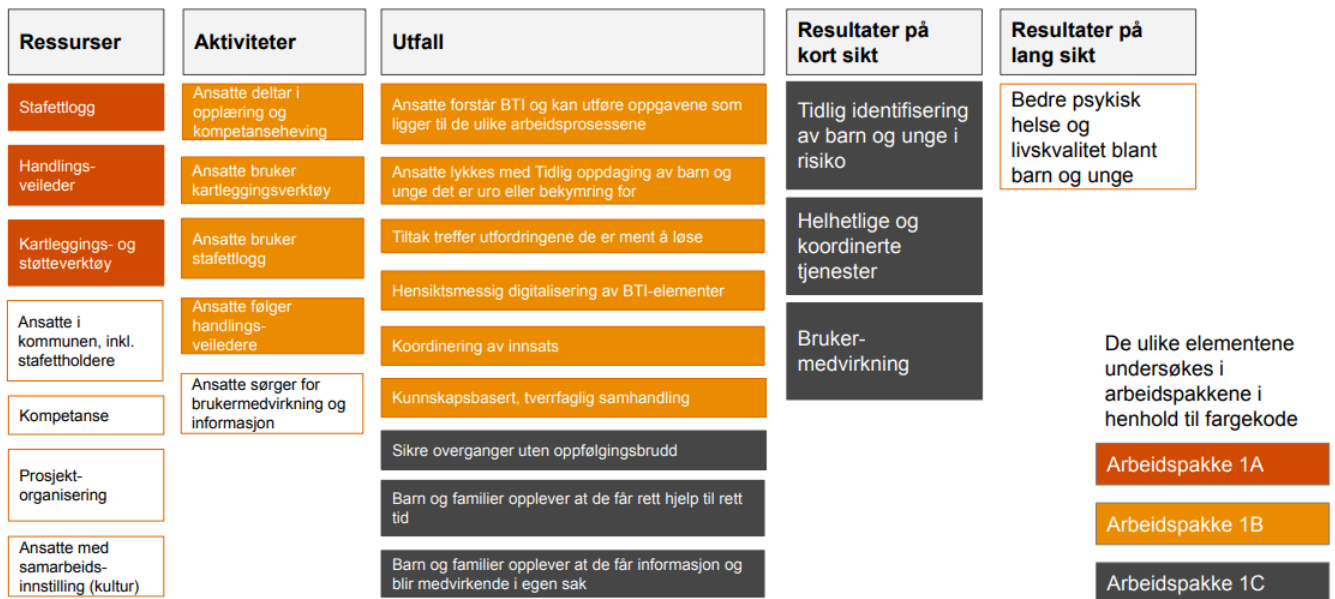 Ressurser
Stafettlogg
Handlings-
veileder
Kartleggings- og
støtteverktøy
Ansatte i
kommunen, inkl.
stafettholdere
Kompetanse
Prosjekt-
organisering
Ansatte med
samarbeids-
innstilling (kultur)
Aktiviteter
Ansatte deltar i
opplæring og
kompetanseheving
Ansatte bruker
kartleggingsverktøy
Ansatte bruker
stafettlogg
Ansatte følger
handlings-
veiledere
Ansatte sørger for
brukermedvirkning og
informasjon
Utfall
Ansatte forstår BTI og kan utføre oppgavene som
ligger til de ulike arbeidsprosessene
Ansatte lykkes med Tidlig oppdaging av barn og
unge det er uro eller bekymring for
Tiltak treffer utfordringene de er ment å løse
Hensiktsmessig digitalisering av BTI-elementer
Koordinering av innsats
Kunnskapsbasert, tverrfaglig samhandling
Sikre overganger uten oppfølgingsbrudd
Barn og familier opplever at de får rett hjelp til rett
tid
Barn og familier opplever at de får informasjon og
blir medvirkende i egen sak
Resultater på
kort sikt
Tidlig identifisering
av barn og unge i
risiko
Helhetlige og
koordinerte
tjenester
Bruker-
medvirkning
Resultater på
lang sikt
Bedre psykisk
helse og
livskvalitet blant
barn og unge
De ulike elementene
undersøkes i
arbeidspakkene i
henhold til fargekode
Arbeidspakke 1A
Arbeidspakke 1B
Arbeidspakke 1C